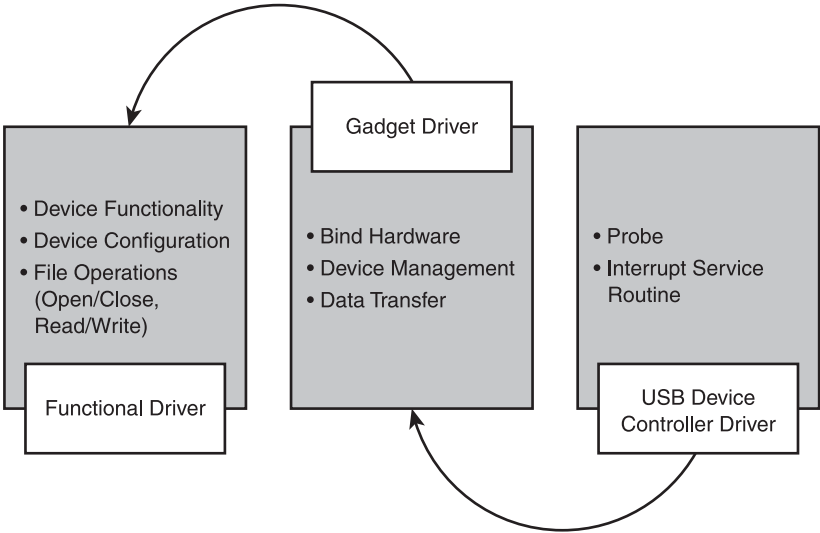 Gadget Driver
• Device Functionality
• Device Configuration
• File Operations
(Open/Close,
Read/Write)
Functional Driver
• Bind Hardware
• Device Management
• Data Transfer
• Probe
• Interrupt Service
Routine
USB Device
Controller Driver